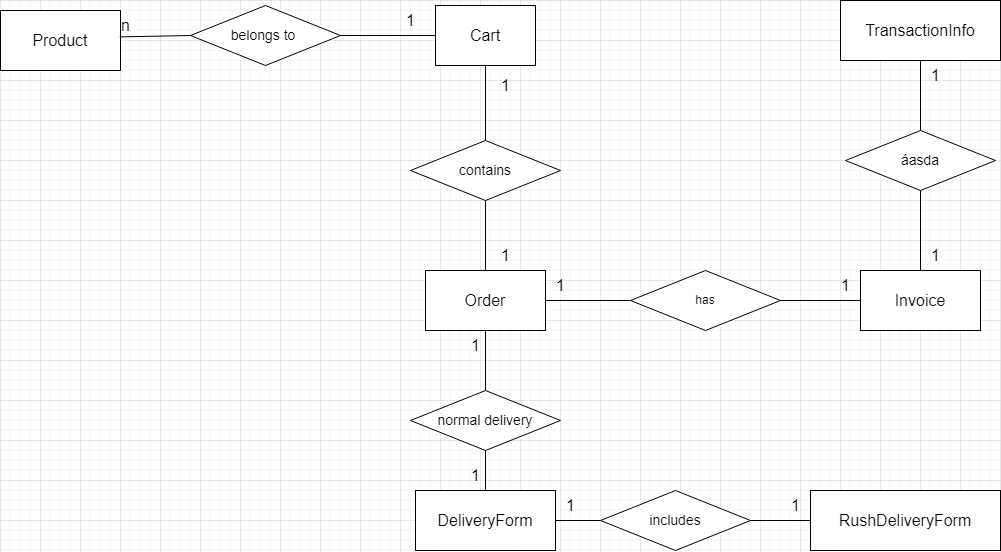 Product
n
belongs to
1
Cart
TransactionInfo
1
1
contains
áasda
1
1
Order
1
has
1
Invoice
1
normal delivery
1
DeliveryForm
1
includes
1
RushDeliveryForm